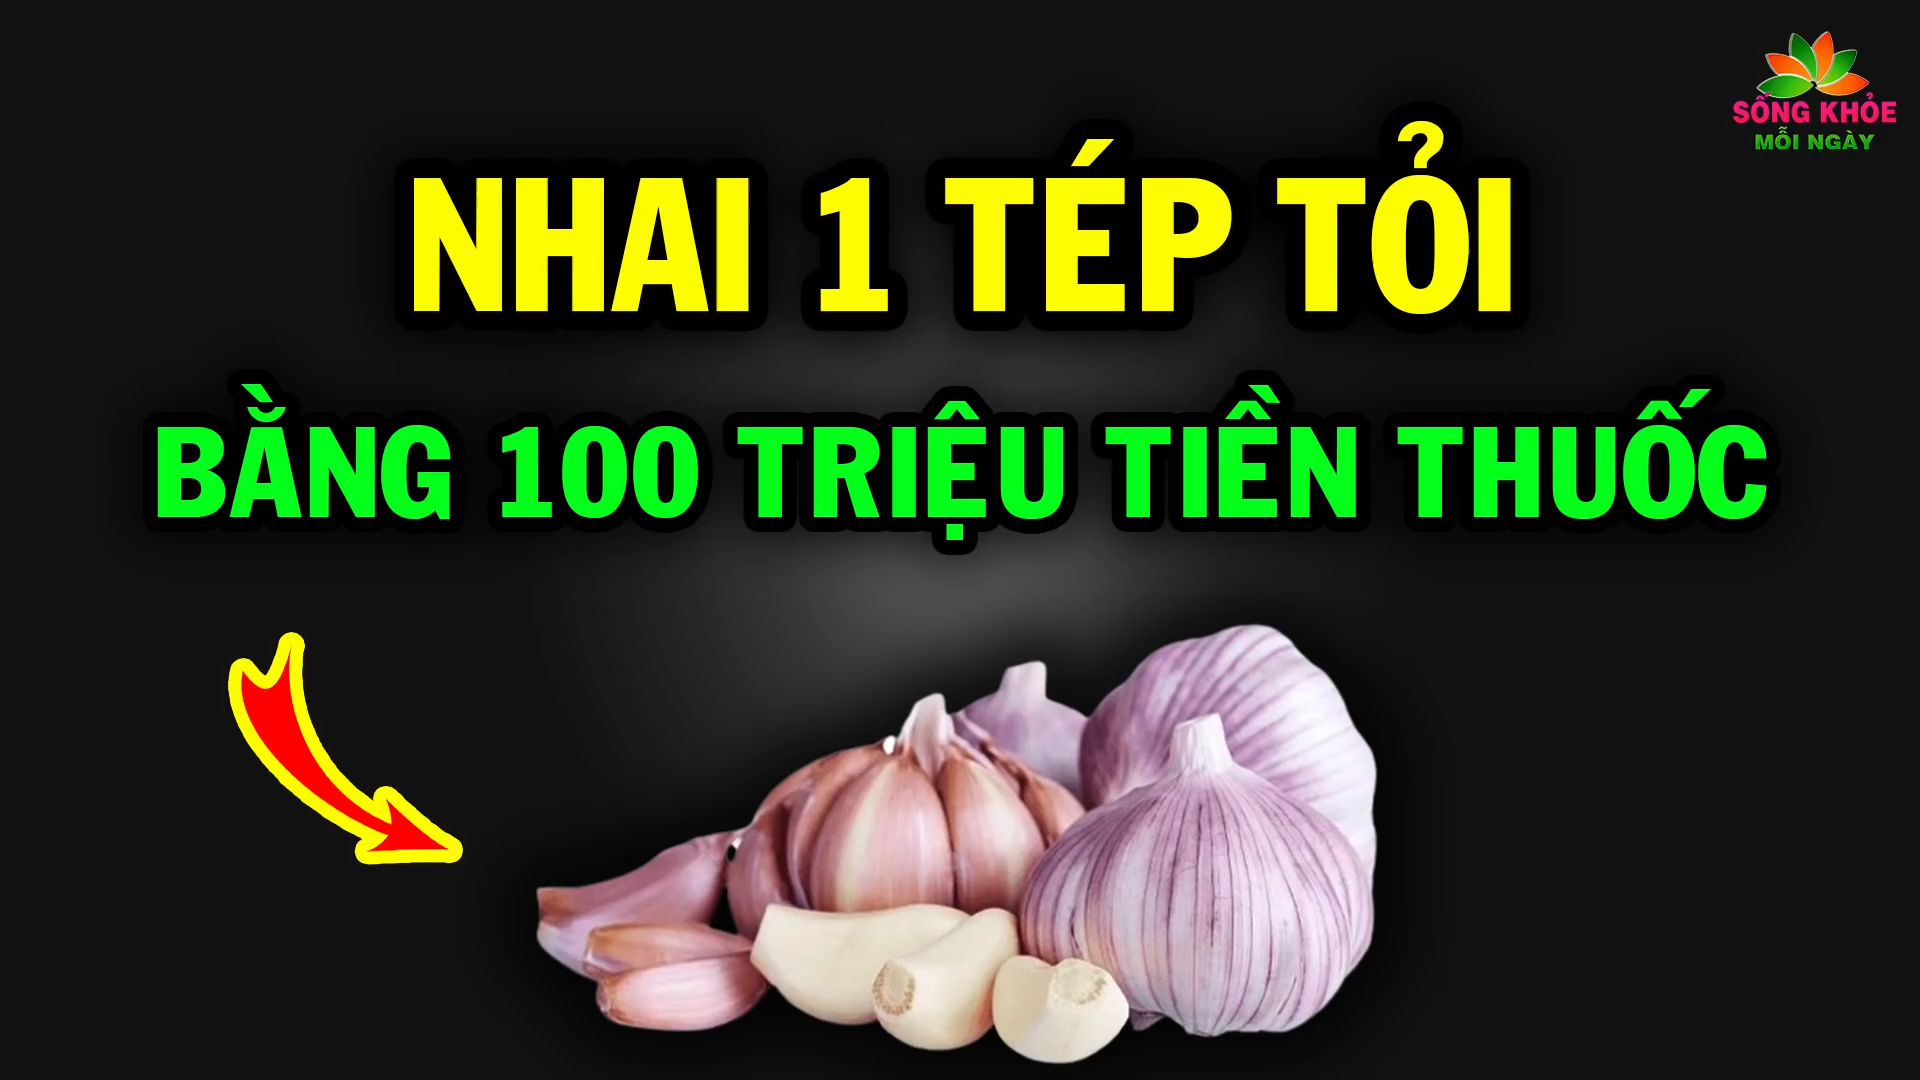 SỐNG KHỎE
MỖI NGÀY
NHAI 1 TÉP TỎI
BẰNG 100 TRIỆU TIỀN THUỐC